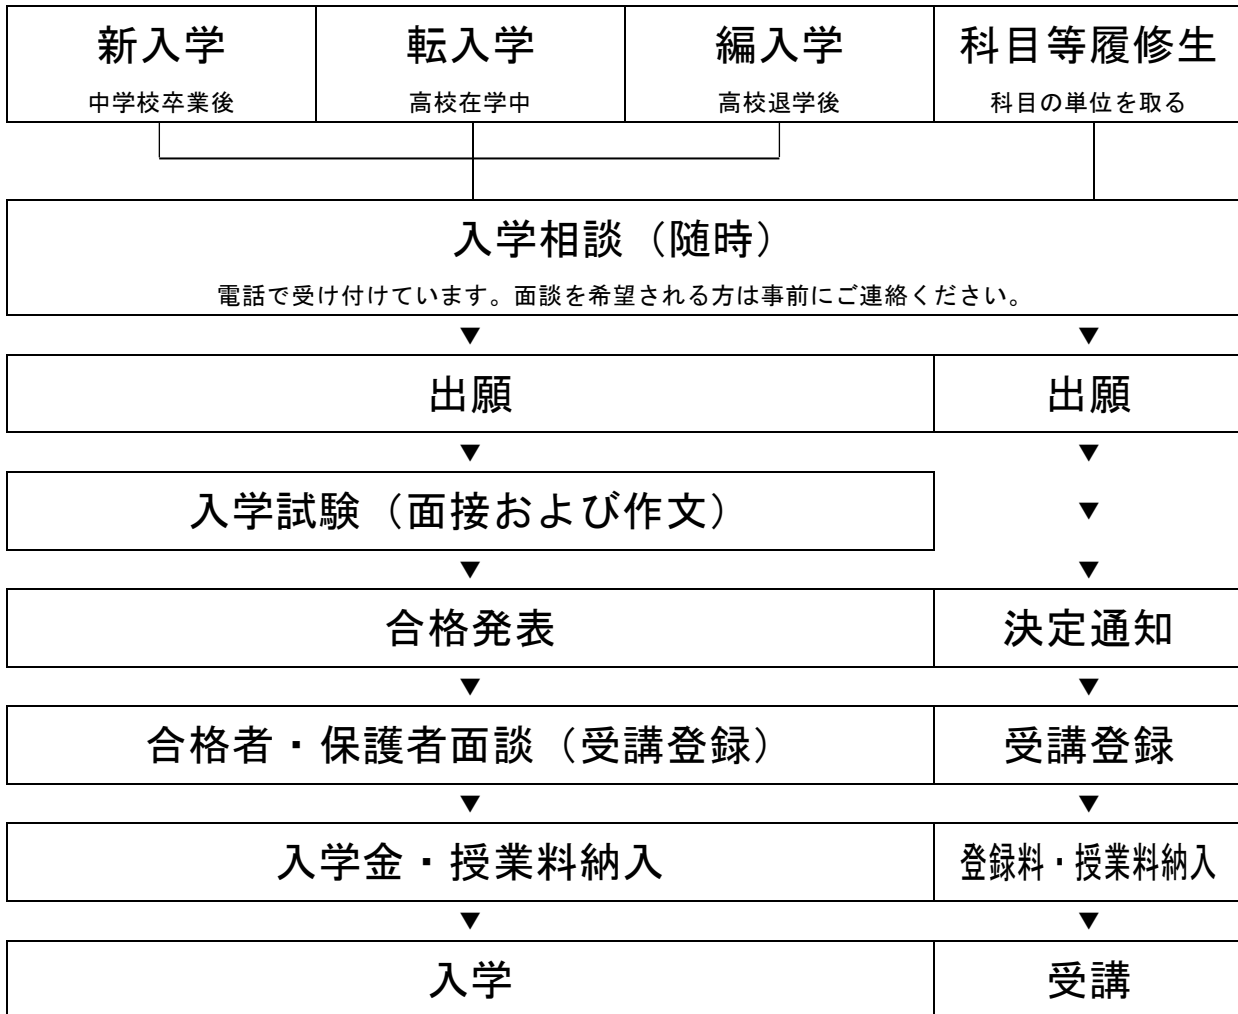 新入学
中学校卒業後
転入学
高校在学中
編入学
高校退学後
科目等履修生
科目の単位を取る
入学相談（随時）
電話で受け付けています。面談を希望される方は事前にご連絡ください。
▼ ▼
出願 出願
▼ ▼
入学試験（面接および作文） ▼
▼ ▼
合格発表 決定通知
▼ ▼
合格者・保護者面談（受講登録） 受講登録
▼ ▼
入学金・授業料納入 登録料・授業料納入
▼ ▼
入学 受講